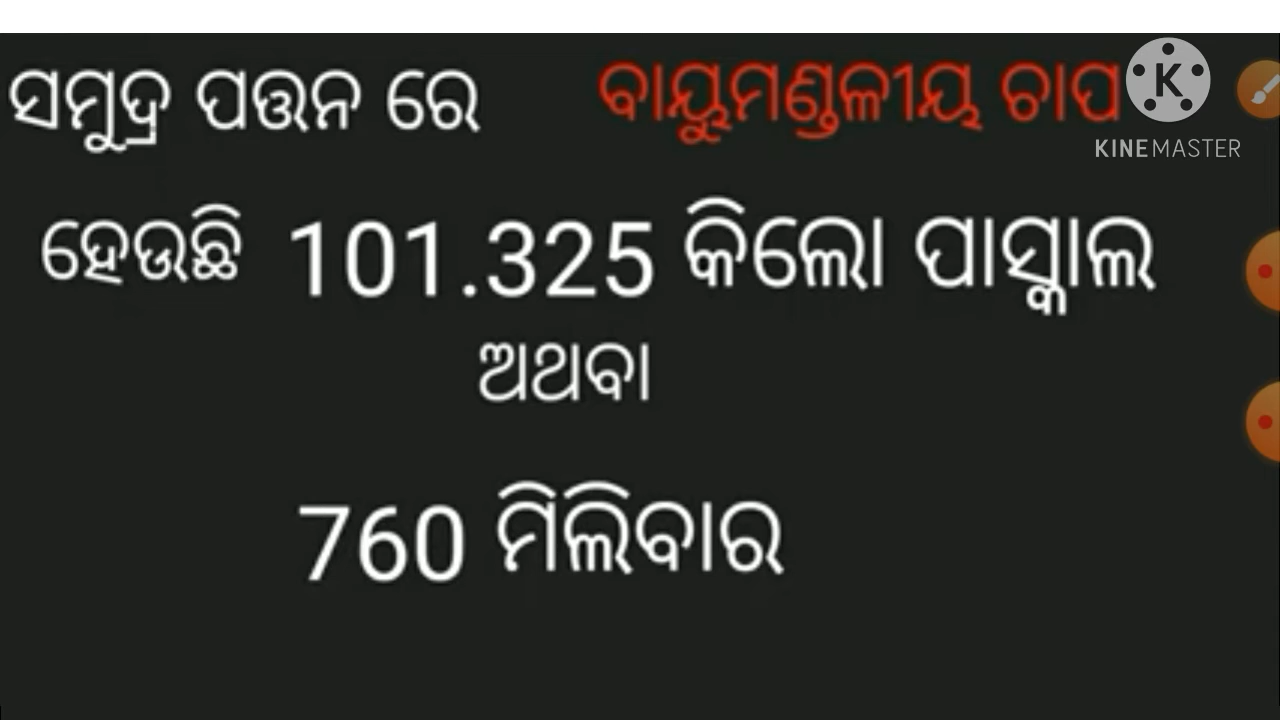 ସମୁଦ୍ର ପତ୍ତନ ରେ ବାୟୁମଣ୍ଡଳୀୟ ଚାପ
K
KINEMASTER
ହେଉଛି 101.325 କିଲୋ ପାସ୍କାଲ
ଅଥବା
760 ମିଲିବାର